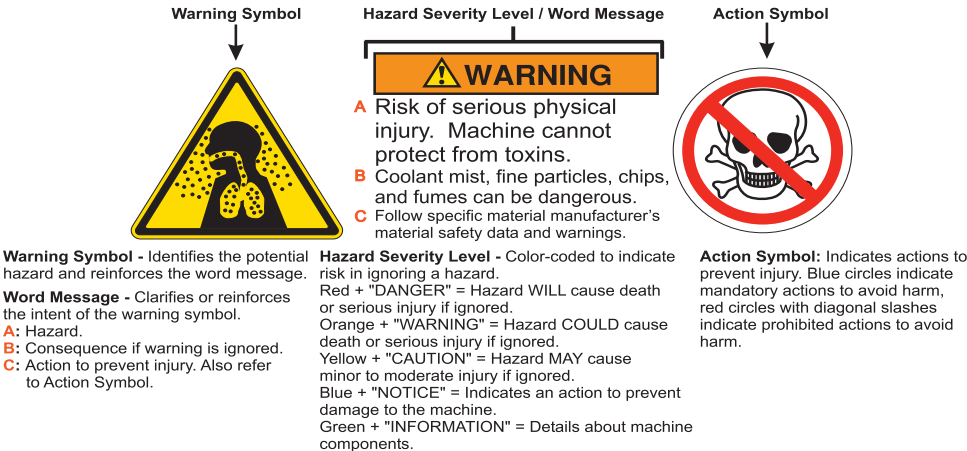 Warning Symbol
Hazard Severity Level / Word Message
Action Symbol
WARNING
A Risk of serious physical
injury.  Machine cannot
protect from toxins.
B Coolant mist, fine particles, chips,
and fumes can be dangerous.
C Follow specific material manufacturer's
material safety data and warnings.
Warning Symbol - Identifies the potential
hazard and reinforces the word message.
Word Message - Clarifies or reinforces
the intent of the warning symbol.
A: Hazard.
B: Consequence if warning is ignored.
C: Action to prevent injury. Also refer
to Action Symbol.
Hazard Severity Level - Color-coded to indicate
risk in ignoring a hazard.
Red + "DANGER" = Hazard WILL cause death
or serious injury if ignored.
Orange + "WARNING" = Hazard COULD cause
death or serious injury if ignored.
Yellow + "CAUTION" = Hazard MAY cause
minor to moderate injury if ignored.
Blue + "NOTICE" = Indicates an action to prevent
damage to the machine.
Green + "INFORMATION" = Details about machine
components.
Action Symbol: Indicates actions to
prevent injury. Blue circles indicate
mandatory actions to avoid harm,
red circles with diagonal slashes
indicate prohibited actions to avoid
harm.